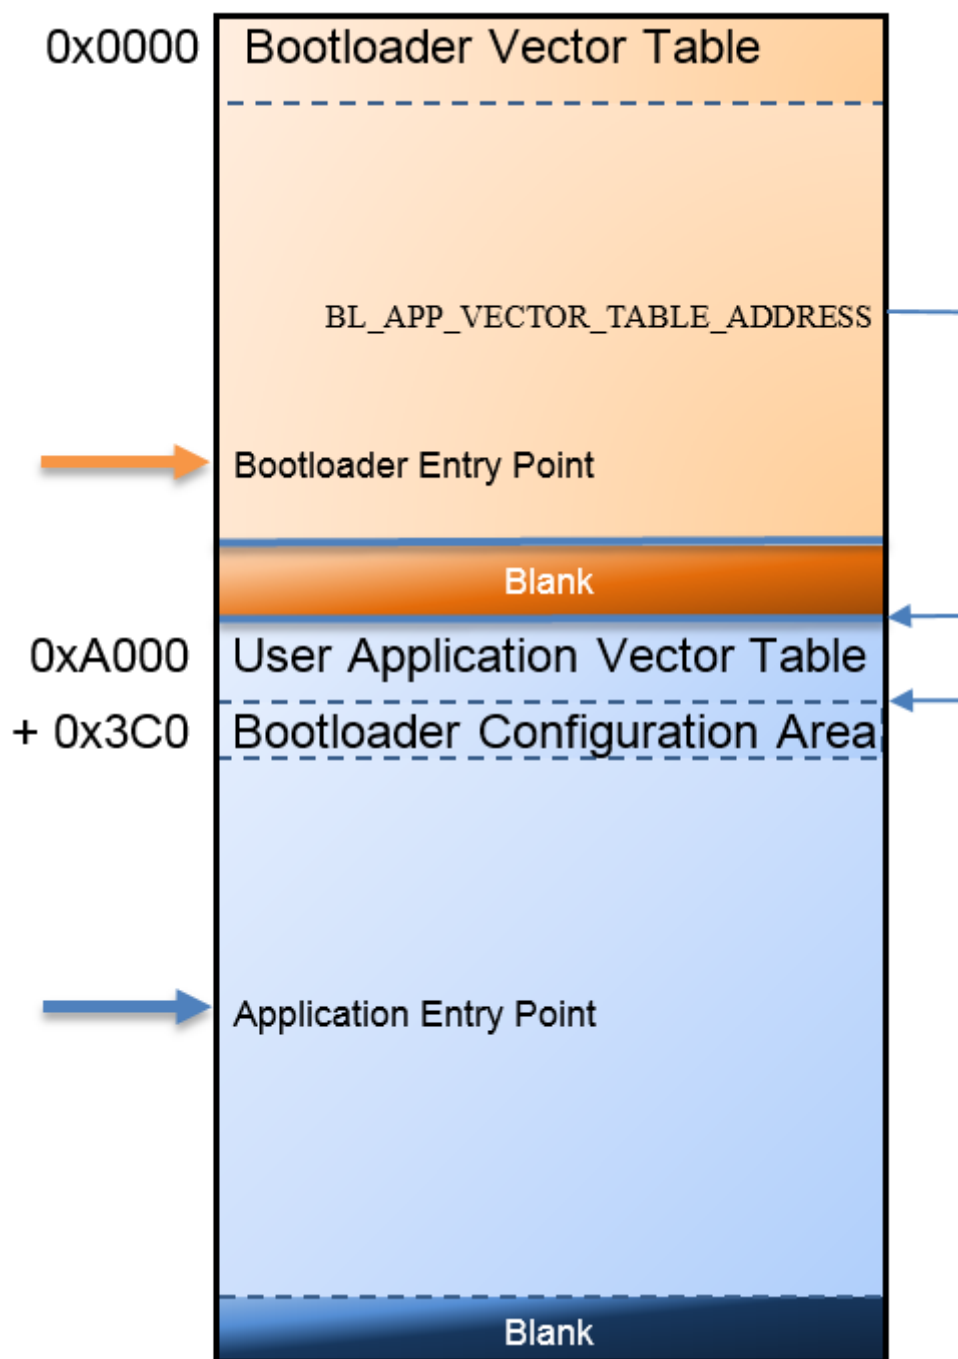 0x0000 Bootloader Vector Table
BL_APP_VECTOR_TABLE_ADDRESS
Bootloader Entry Point
Blank
0xA000 User Application Vector Table
+ 0x3C0 Bootloader Configuration Area
Application Entry Point
Blank